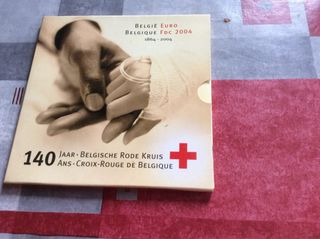 België Euro
Belgique FDC 2004
1864 - 2004
140 Jaar · Belgische Rode Kruis
Ans · Croix-Rouge de Belgique